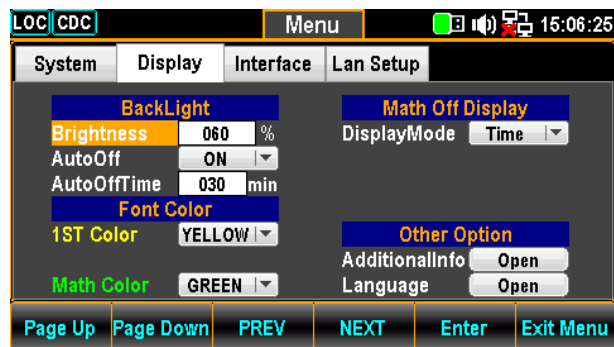 LOC CDC Menu 15:06:25
System Display Interface Lan Setup
BackLight
Brightness 060 %
AutoOff ON
AutoOffTime 030 min
Font Color
1ST Color YELLOW
Math Color GREEN
Math Off Display
DisplayMode Time
Other Option
AdditionalInfo Open
Language Open
Page Up Page Down PREV NEXT Enter Exit Menu